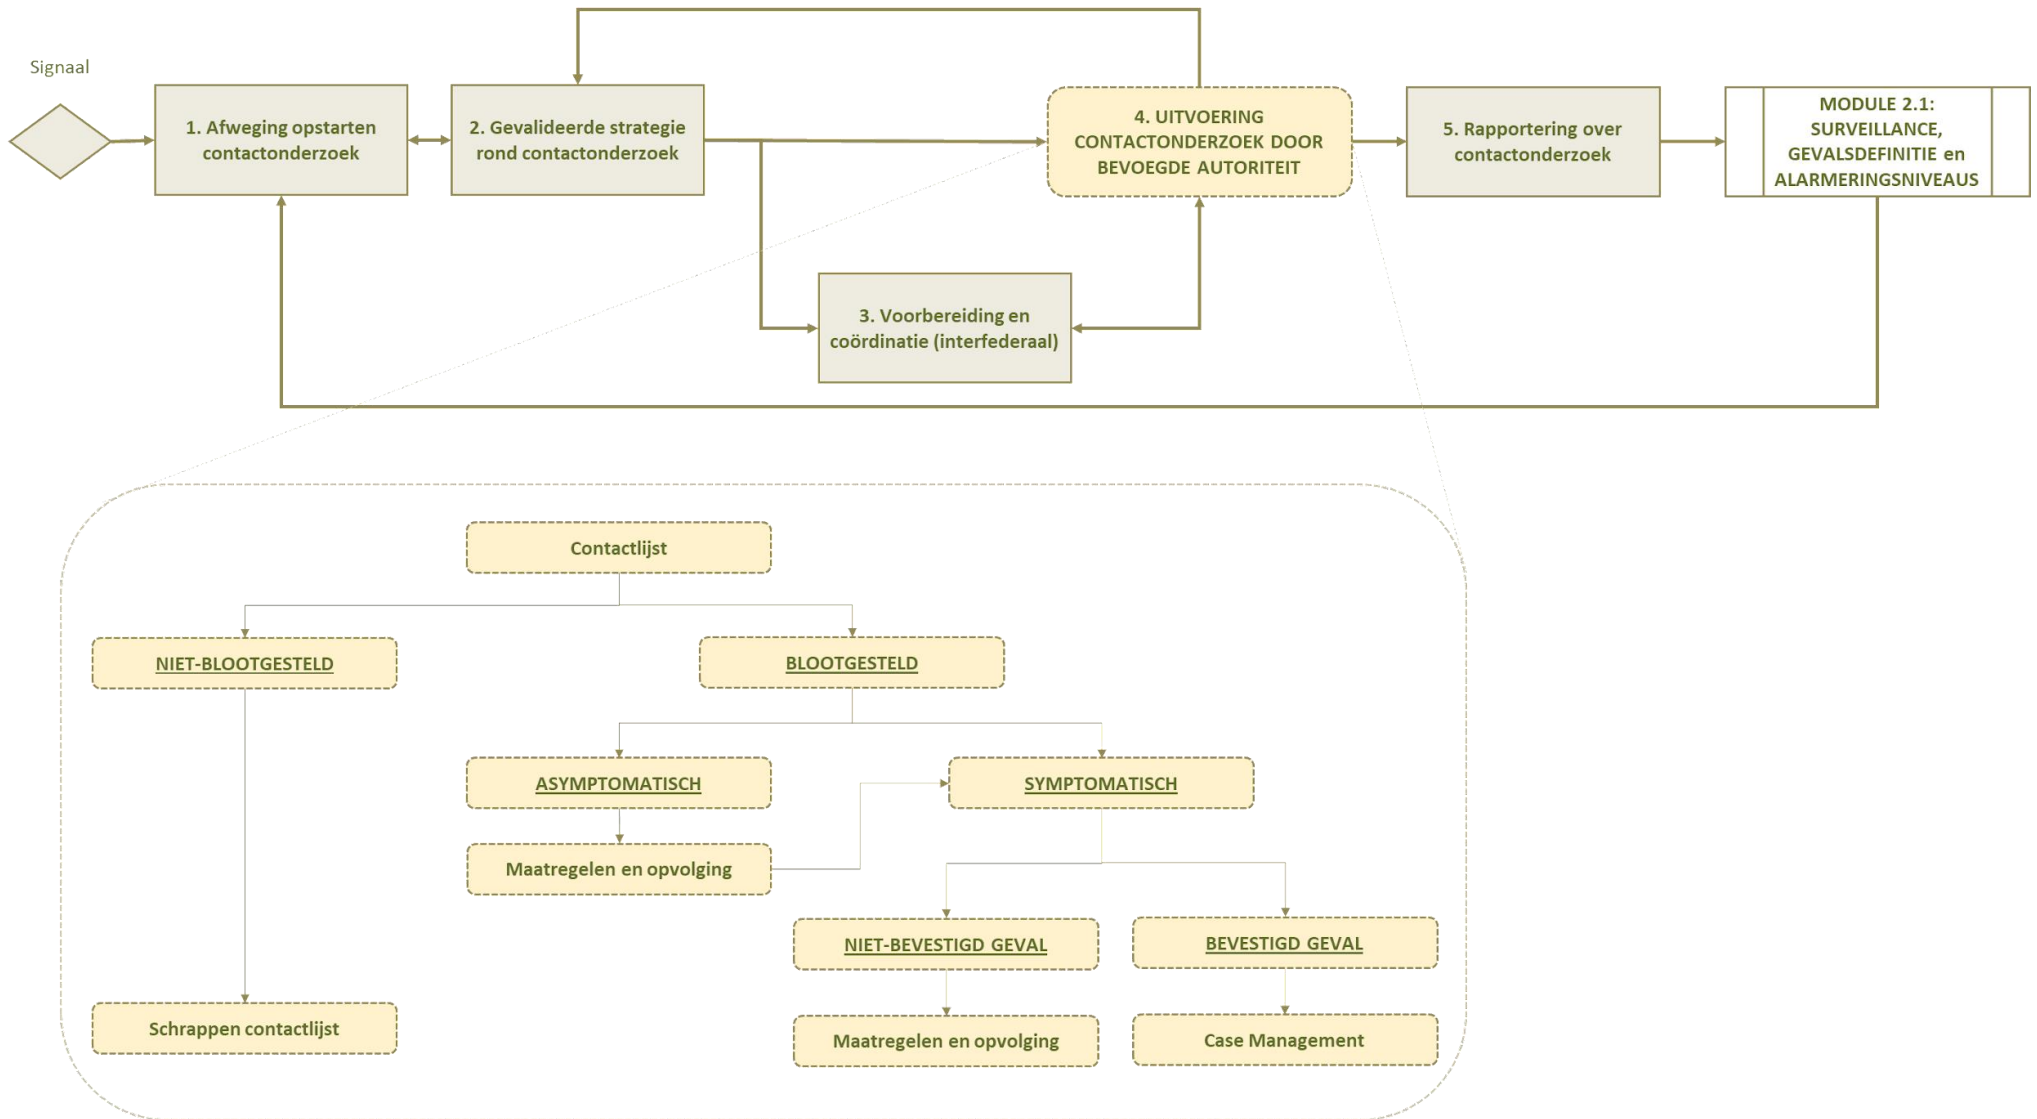 Signaal
1. Afweging opstarten
contactonderzoek
2. Gevalideerde strategie
rond contactonderzoek
4. UITVOERING
CONTACTONDERZOEK DOOR
BEVOEGDE AUTORITEIT
5. Rapportering over
contactonderzoek
MODULE 2.1:
SURVEILLANCE,
GEVALSDEFINITIE en
ALARMERINGSNIVEAUS
3. Voorbereiding en
coördinatie (interfederaal)
Contactlijst
NIET-BLOOTGESTELD
BLOOTGESTELD
ASYMPTOMATISCH
SYMPTOMATISCH
Maatregelen en opvolging
NIET-BEVESTIGD GEVAL
BEVESTIGD GEVAL
Schrappen contactlijst
Maatregelen en opvolging
Case Management